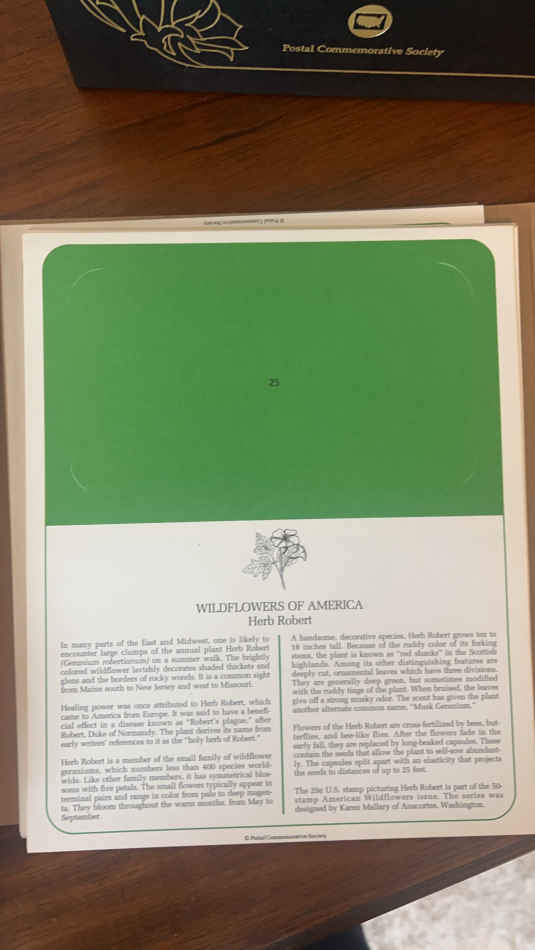 Postal Commemorative Society
© Postal Commemorative Society
25
WILDFLOWERS OF AMERICA
Herb Robert
In many parts of the East and Midwest, one is likely to
encounter large clumps of the annual plant Herb Robert
(Geranium robertianum) on a summer walk. The brightly
colored wildflower lavishly decorates shaded thickets and
glens and the borders of rocky woods. It is a common sight
from Maine south to New Jersey and west to Missouri.
Healing power was once attributed to Herb Robert, which
came to America from Europe. It was said to have a benefi-
cial effect in a disease known as "Robert's plague," after
Robert, Duke of Normandy. The plant derives its name from
early writers' references to it as the "holy herb of Robert."
Herb Robert is a member of the small family of wildflower
geraniums, which numbers less than 400 species world-
wide. Like other family members, it has symmetrical blos-
soms with five petals. The small flowers typically appear in
terminal pairs and range in color from pale to deep magen-
ta. They bloom throughout the warm months, from May to
September.
A handsome, decorative species, Herb Robert grows ten to
18 inches tall. Because of the ruddy color of its forking
stems, the plant is known as "red shanks" in the Scottish
highlands. Among its other distinguishing features are
deeply cut, ornamental leaves which have three divisions.
They are generally deep green, but sometimes modified
with the ruddy tinge of the plant. When bruised, the leaves
give off a strong musky odor. The scent has given the plant
another alternate common name, "Musk Geranium."
Flowers of the Herb Robert are cross-fertilized by bees, but-
terflies, and bee-like flies. After the flowers fade in the
early fall, they are replaced by long-beaked capsules. These
contain the seeds that allow the plant to self-sow abundant-
ly. The capsules split apart with an elasticity that projects
the seeds to distances of up to 25 feet.
The 29¢ U.S. stamp picturing Herb Robert is part of the 50-
stamp American Wildflowers issue. The series was
designed by Karen Mallary of Anacortes, Washington.
© Postal Commemorative Society